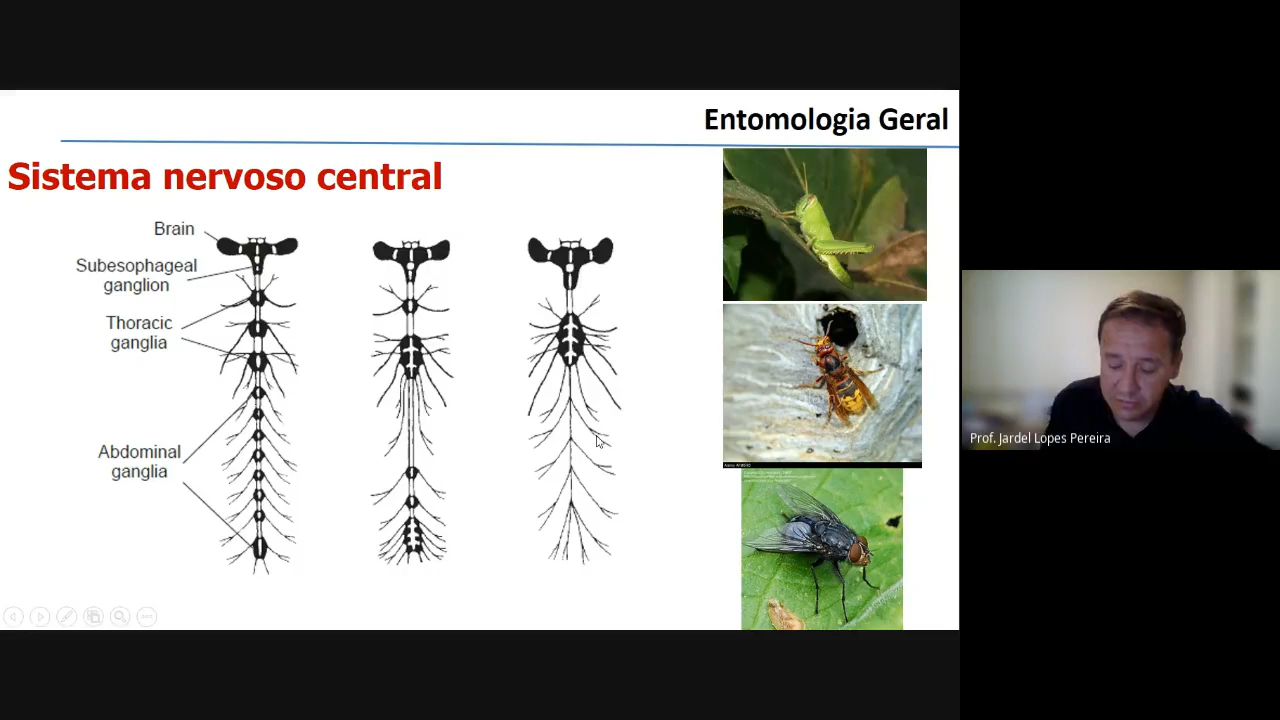 Entomologia Geral
Sistema nervoso central
Brain
Subesophageal
ganglion
Thoracic
ganglia
Abdominal
ganglia
Prof. Jardel Lopes Pereira